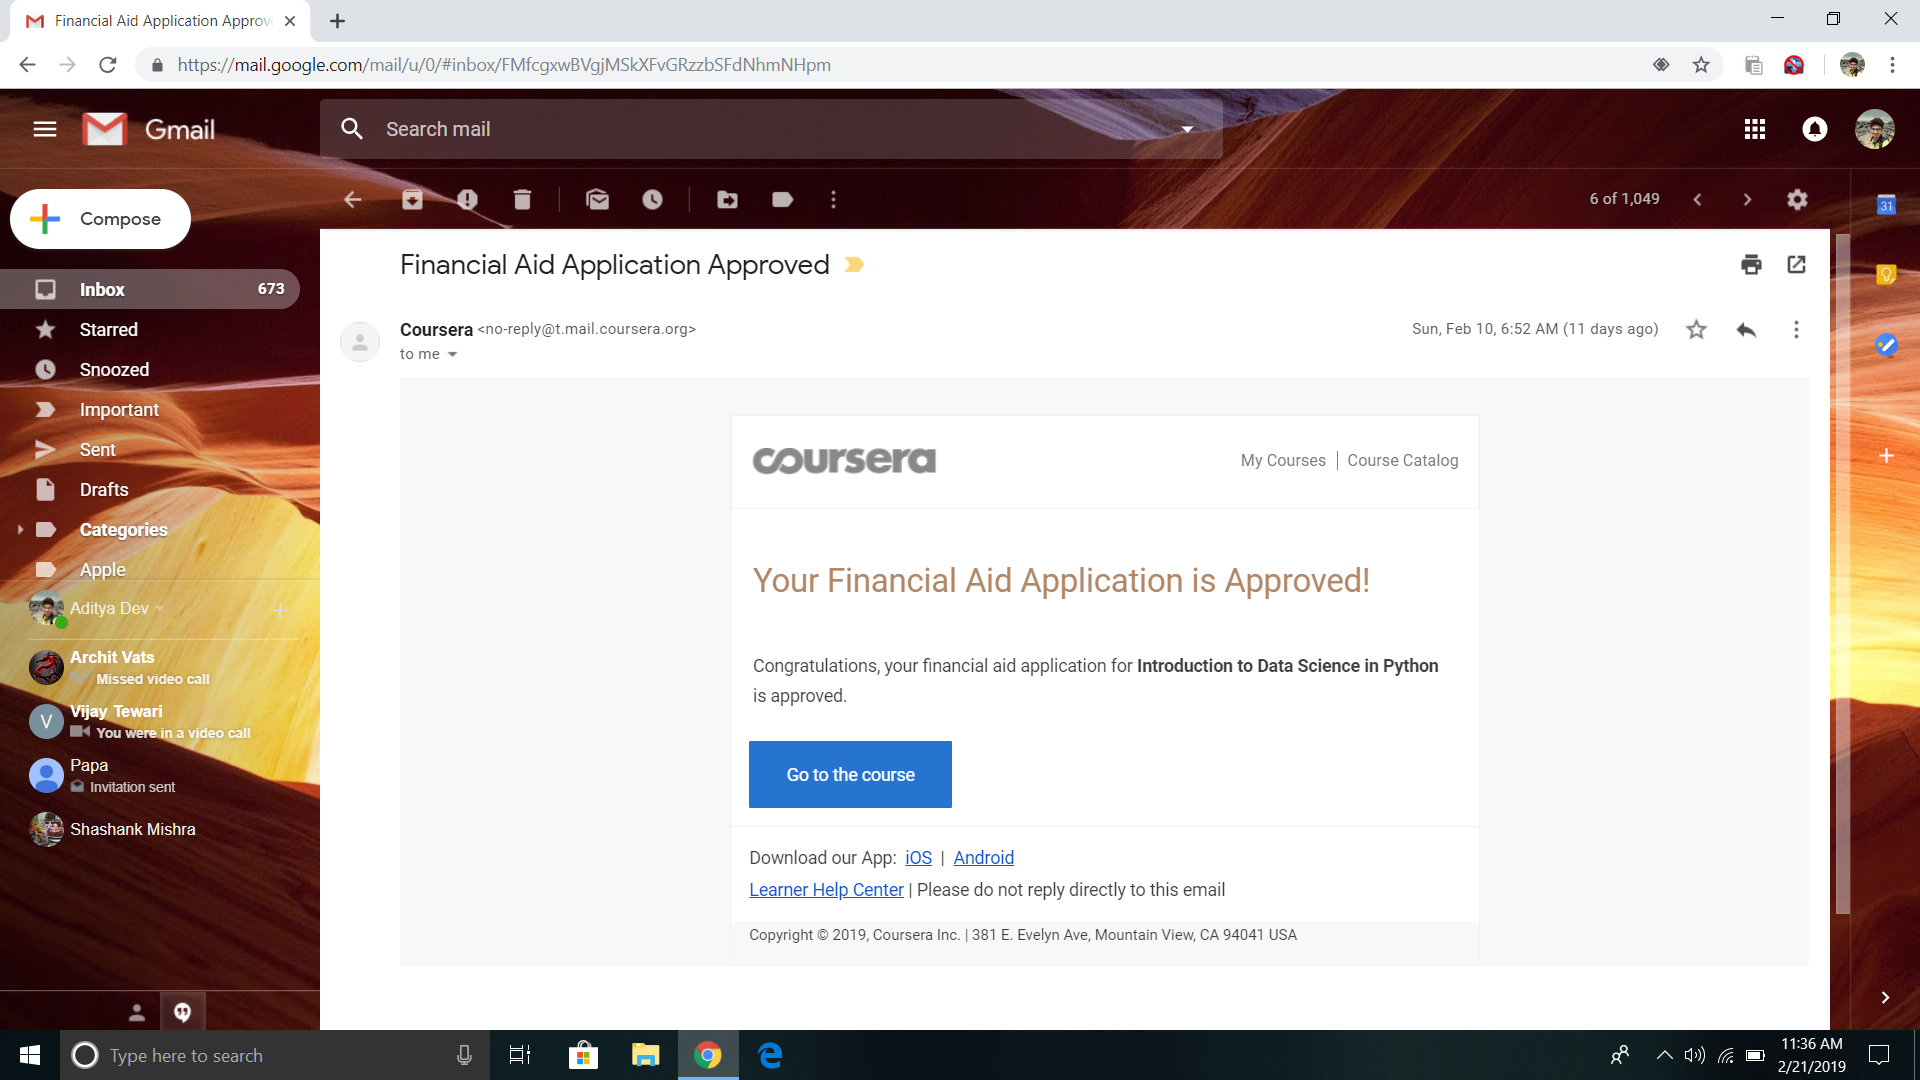 Financial Aid Application Approv
https://mail.google.com/mail/u/0/#inbox/FMfcgxwBVgjMSkXFvGRzzbSFdNhmNHpm
Gmail
Search mail
Compose
6 of 1,049
31
Inbox 673
Starred
Snoozed
Important
Sent
Drafts
Categories
Apple
Aditya Dev
Archit Vats
Missed video call
V
Vijay Tewari
You were in a video call
Papa
Invitation sent
Shashank Mishra
Financial Aid Application Approved
Coursera <no-reply@t.mail.coursera.org>
Sun, Feb 10, 6:52 AM (11 days ago)
to me
coursera
My Courses | Course Catalog
Your Financial Aid Application is Approved!
Congratulations, your financial aid application for Introduction to Data Science in Python
is approved.
Go to the course
Download our App: iOS | Android
Learner Help Center | Please do not reply directly to this email
Copyright © 2019, Coursera Inc. | 381 E. Evelyn Ave, Mountain View, CA 94041 USA
Type here to search
11:36 AM
2/21/2019